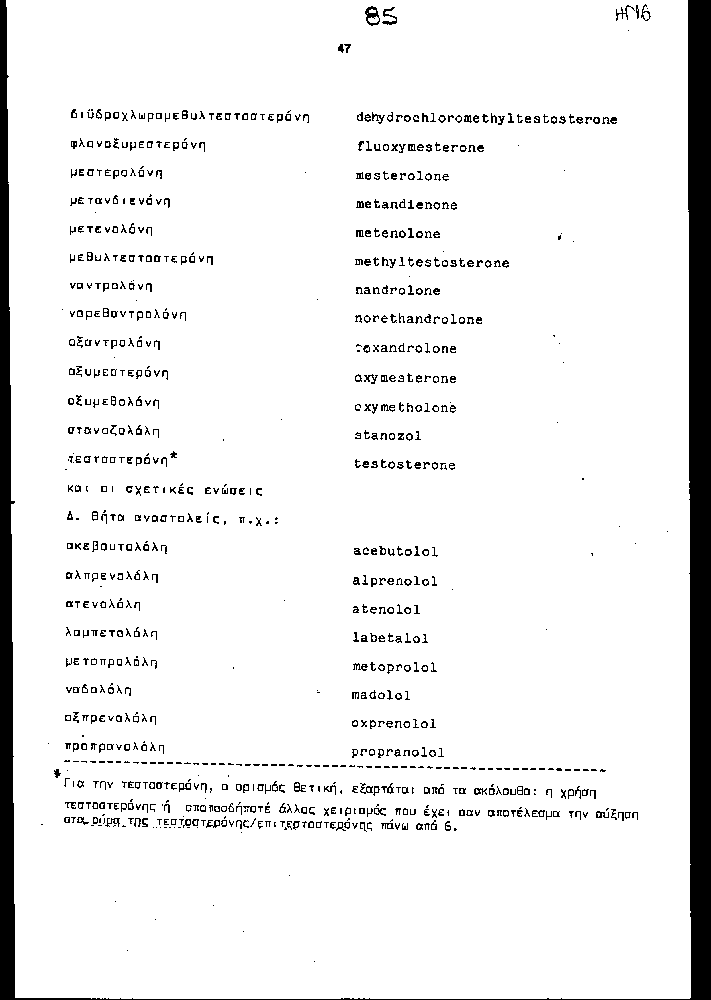 85
47
διϋδροχλωρομεθυλτεστοστερόνη dehydrochloromethyltestosterone
φλονοξυμεστερόνη fluoxymesterone
μεστερολόνη mesterolone
μετανδιενόνη metandienone
μετενολόνη metenolone
μεθυλτεστοστερόνη methyltestosterone
ναντρολόνη nandrolone
νορεθαντρολόνη norethandrolone
οξαντρολόνη oxandrolone
οξυμεστερόνη oxymesterone
οξυμεθολόνη oxymetholone
στανοζολόλη stanozol
τεστοστερόνη* testosterone
και οι σχετικές ενώσεις
Δ. Βήτα αναστολείς, π.χ.:
ακεβουτολόλη acebutolol
αλπρενολόλη alprenolol
ατενολόλη atenolol
λαμπετολόλη labetalol
μετοπρολόλη metoprolol
ναδολόλη madolol
οξπρενολόλη oxprenolol
προπρανολόλη propranolol
* Για την τεστοστερόνη, ο ορισμός θετική, εξαρτάται από τα ακόλουθα: η χρήση
τεστοστερόνης ή οποποσδήποτέ άλλος χειρισμός που έχει σαν αποτέλεσμα την αύξηση
στα ούρα της τεστοστερόνης/επιτεστοστερόνης πάνω από 6.